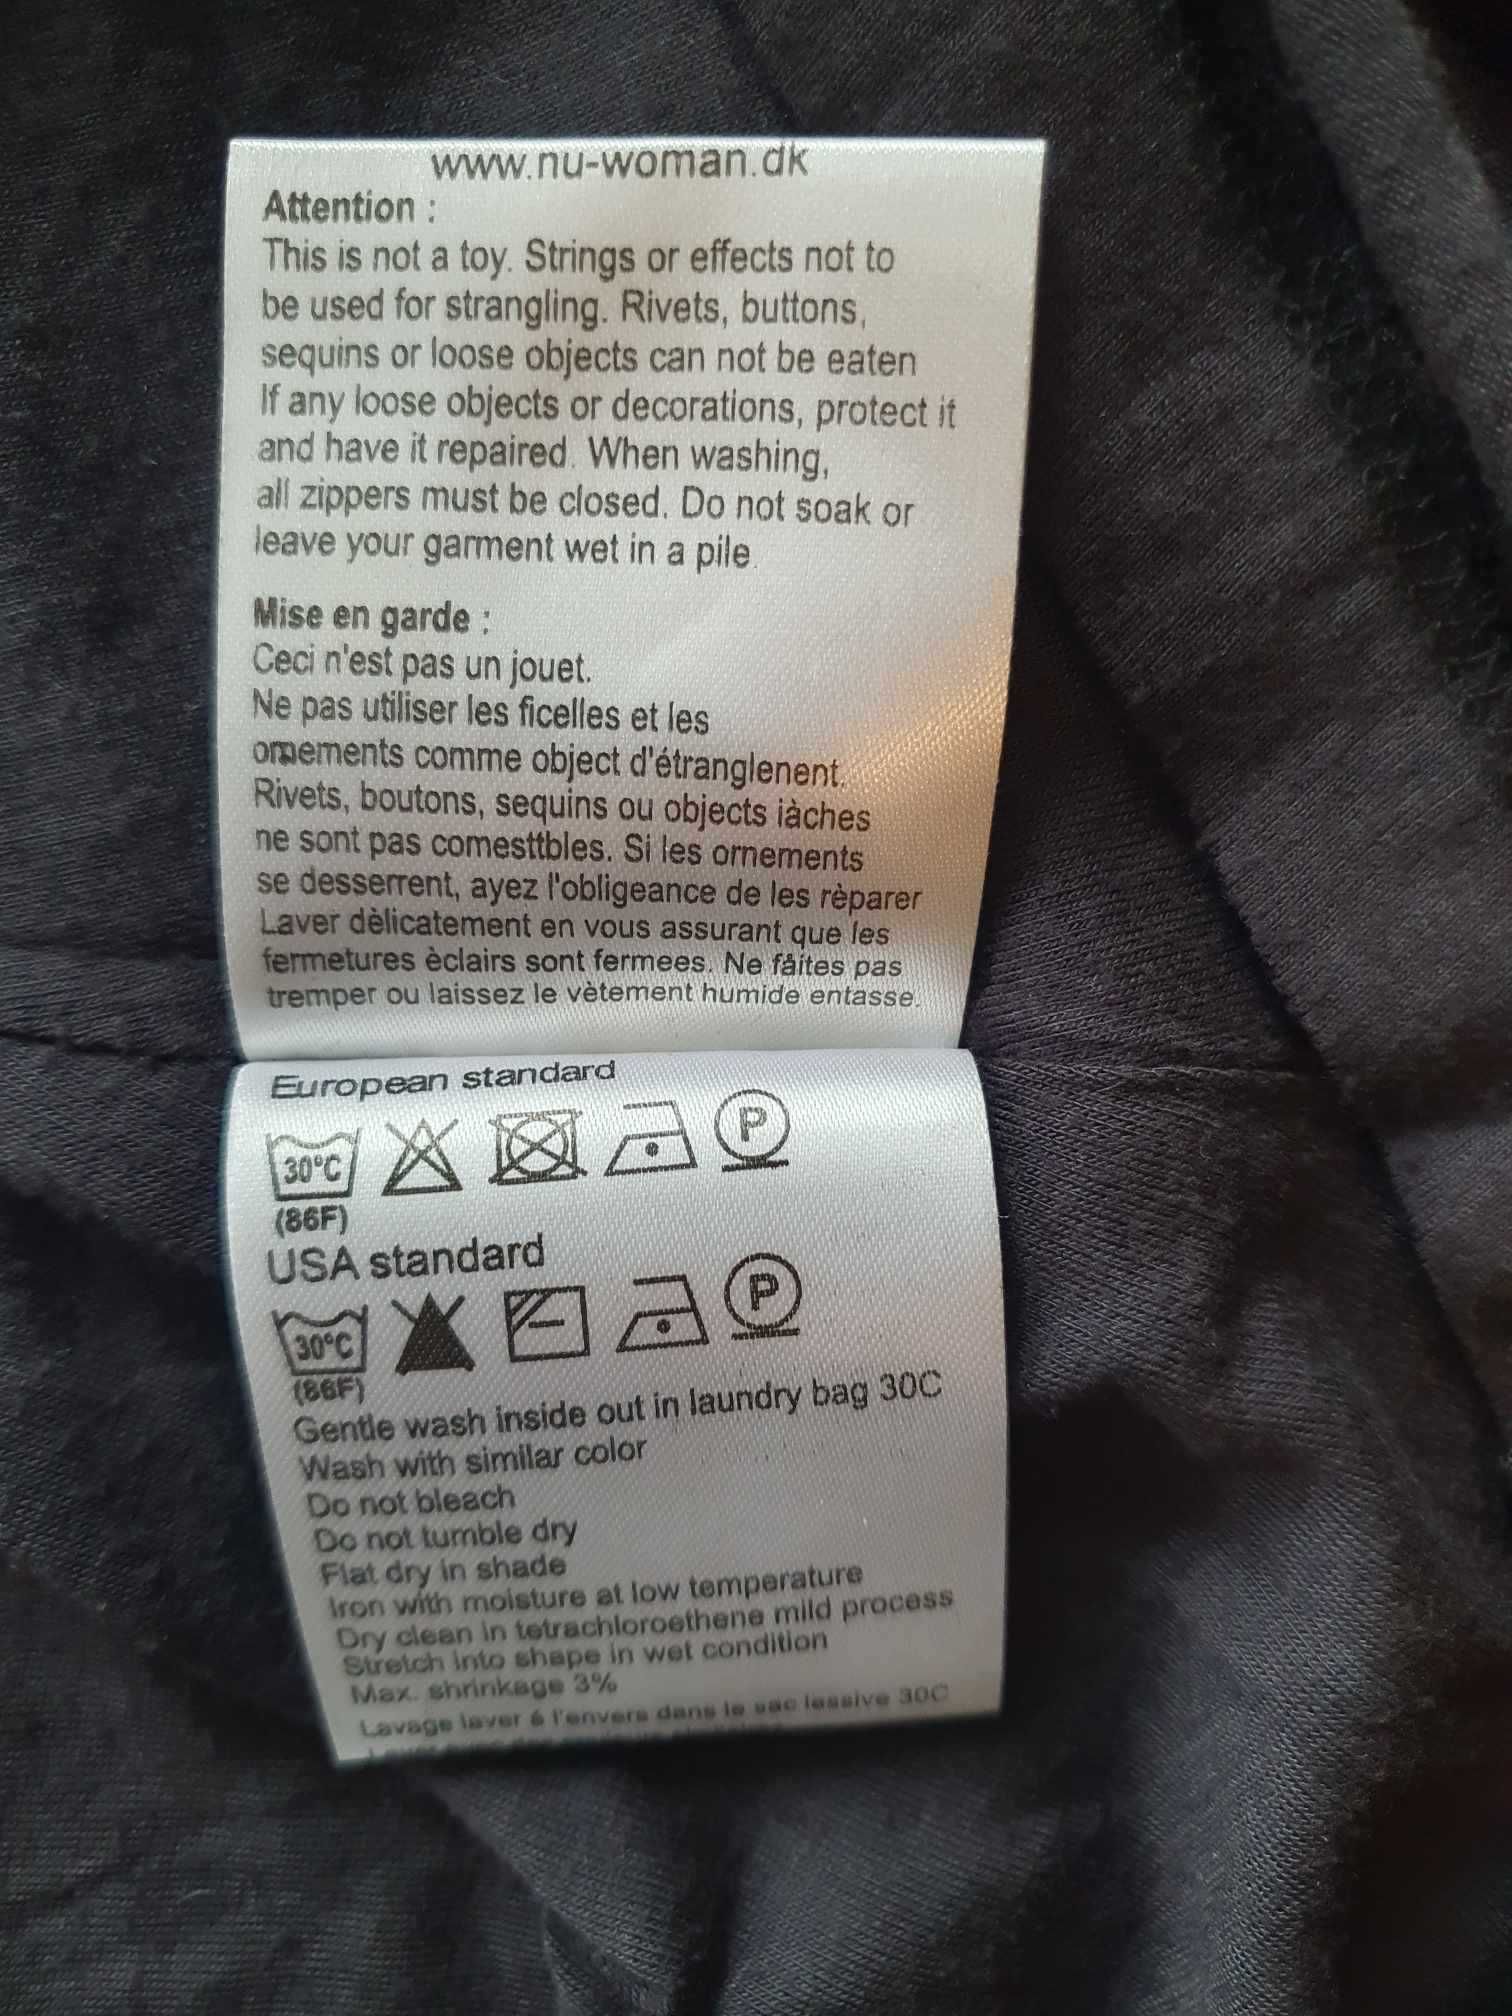 www.nu-woman.dk
Attention :
This is not a toy. Strings or effects not to
be used for strangling. Rivets, buttons,
sequins or loose objects can not be eaten
If any loose objects or decorations, protect it
and have it repaired. When washing,
all zippers must be closed. Do not soak or
leave your garment wet in a pile.
Mise en garde :
Ceci n'est pas un jouet.
Ne pas utiliser les ficelles et les
ornements comme object d'étranglenent.
Rivets, boutons, sequins ou objects iàches
ne sont pas comesttbles. Si les ornements
se desserrent, ayez l'obligeance de les rèparer
Laver dèlicatement en vous assurant que les
fermetures èclairs sont fermees. Ne fâites pas
tremper ou laissez le vètement humide entasse.
European standard
30°C P
(86F)
USA standard
30°C P
(86F)
Gentle wash inside out in laundry bag 30C
Wash with similar color
Do not bleach
Do not tumble dry
Flat dry in shade
Iron with moisture at low temperature
Dry clean in tetrachloroethene mild process
Stretch into shape in wet condition
Max. shrinkage 3%
Lavage laver á l'envers dans le sac lessive 30C